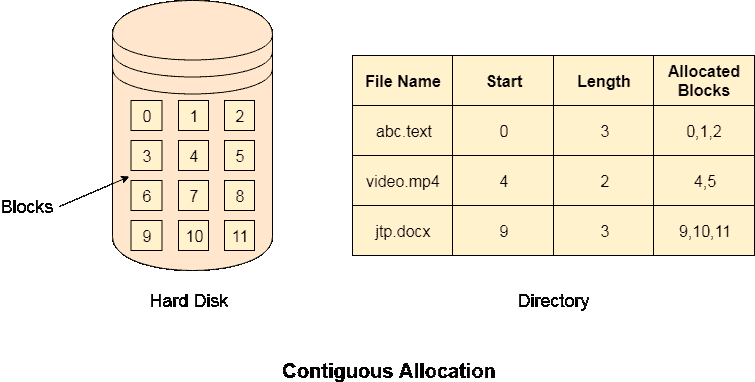 0 1 2
3 4 5
6 7 8
9 10 11
Blocks
Hard Disk
File Name Start Length Allocated Blocks
abc.text 0 3 0,1,2
video.mp4 4 2 4,5
jtp.docx 9 3 9,10,11
Directory
Contiguous Allocation